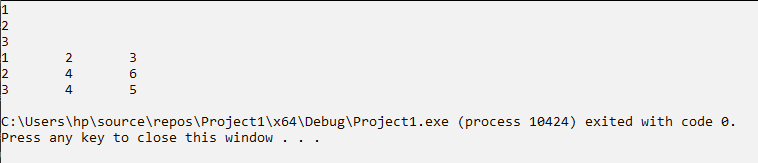 1
2
3
1 2 3
2 4 6
3 4 5
C:\Users\hp\source\repos\Project1\x64\Debug\Project1.exe (process 10424) exited with code 0.
Press any key to close this window . . .